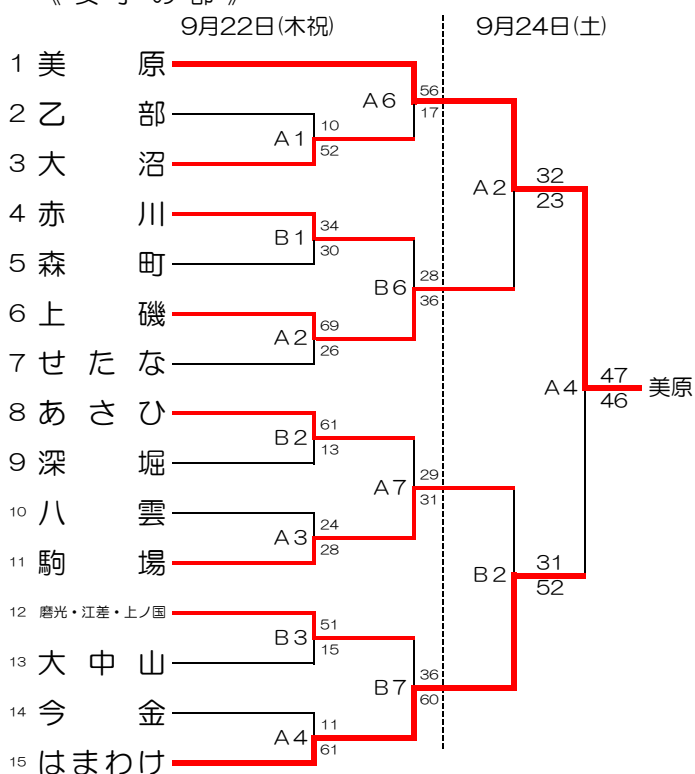 9月22日(木祝) 9月24日(土)
1 美原
A6 56
17
2 乙部
A1 10
52
3 大沼
A2 32
23
4 赤川
B1 34
30
5 森町
B6 28
36
6 上磯
A2 69
26
7 せたな
A4 47
46 美原
8 あさひ
B2 61
13
9 深堀
A7 29
31
10 八雲
A3 24
28
11 駒場
B2 31
52
12 磨光・江差・上ノ国
B3 51
15
13 大中山
B7 36
60
14 今金
A4 11
61
15 はまわけ